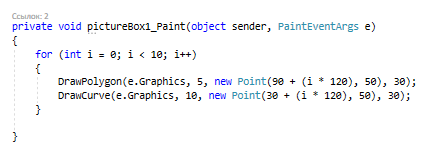 Ссылок: 2
private void pictureBox1_Paint(object sender, PaintEventArgs e)
{
for (int i = 0; i < 10; i++)
{
DrawPolygon(e.Graphics, 5, new Point(90 + (i * 120), 50), 30);
DrawCurve(e.Graphics, 10, new Point(30 + (i * 120), 50), 30);
}
}